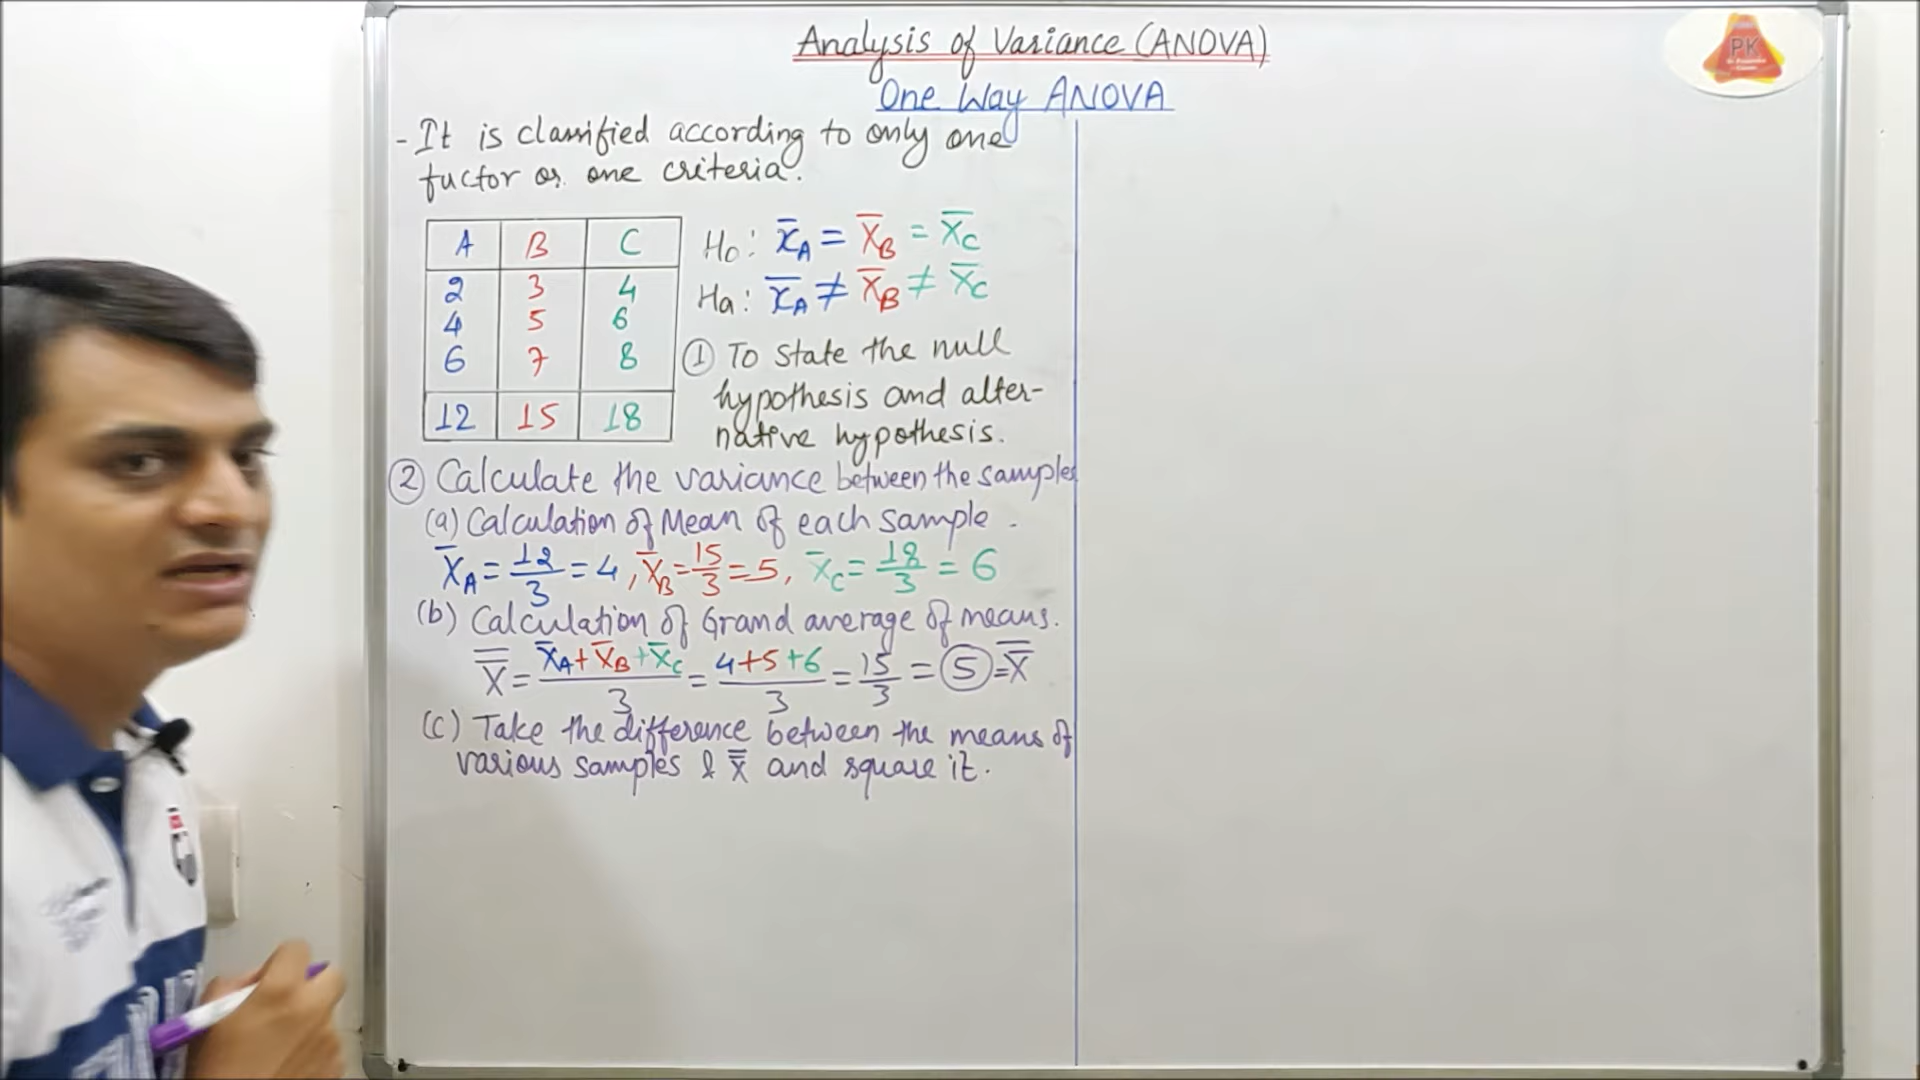 Analysis of Variance (ANOVA)
One Way ANOVA
- It is classified according to only one
factor or one criteria.
A B C
2 3 4
4 5 6
6 7 8
12 15 18
Ho: x̄A = X̄B = X̄C
Ha: x̄A ≠ X̄B ≠ X̄C
① To state the null
hypothesis and alter-
native hypothesis.
② Calculate the variance between the samples
(a) Calculation of Mean of each sample.
X̄A = 12/3 = 4, X̄B = 15/3 = 5, X̄C = 18/3 = 6
(b) Calculation of Grand average of means.
X̿ = X̄A + X̄B + X̄C / 3 = 4+5+6 / 3 = 15/3 = ⑤ = X̿
(c) Take the difference between the means of
various samples & X̿ and square it.
PK